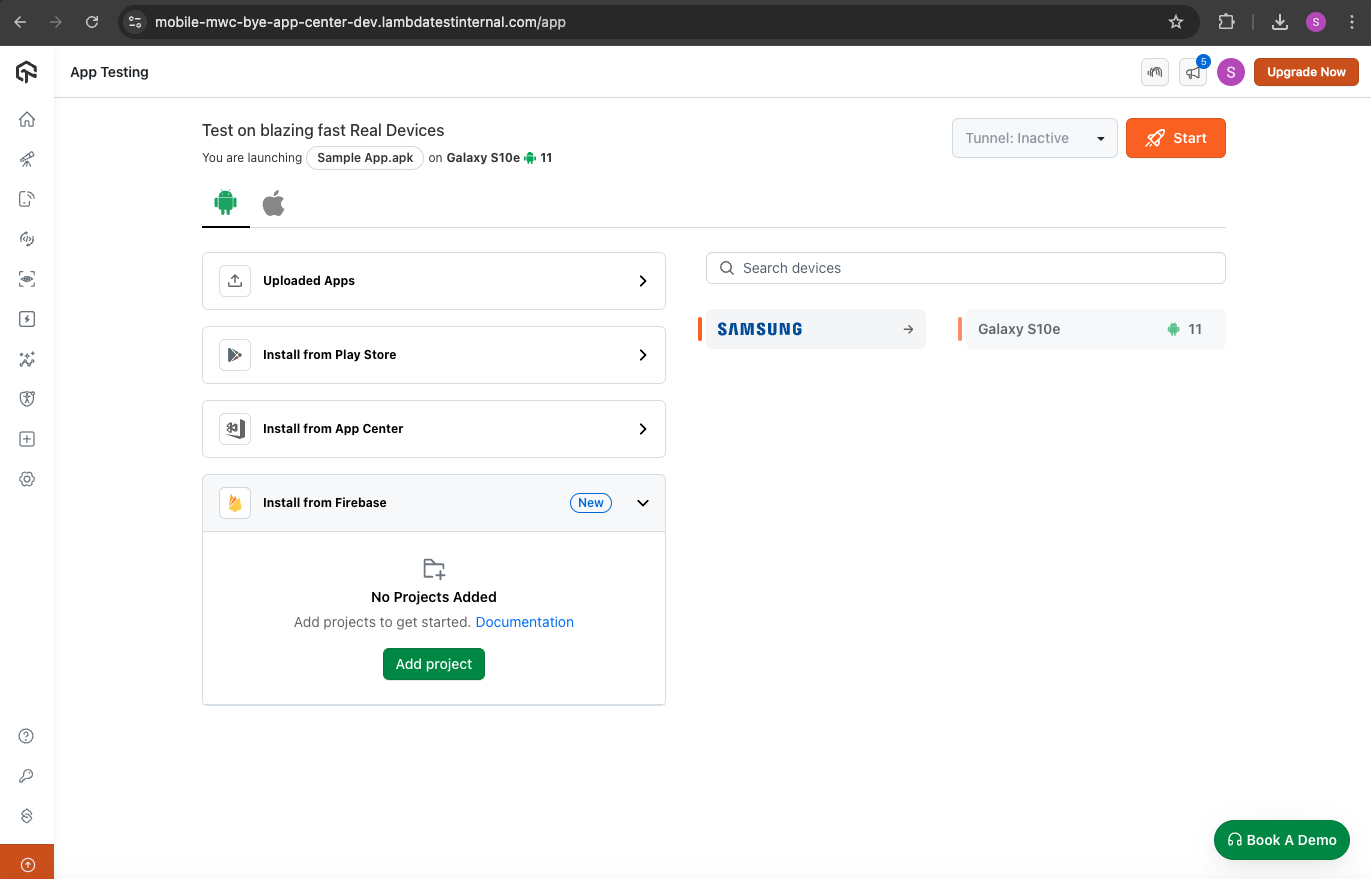 mobile-mwc-bye-app-center-dev.lambdatestinternal.com/app
S
App Testing
5
S
Upgrade Now
Test on blazing fast Real Devices
You are launching Sample App.apk on Galaxy S10e 11
Tunnel: Inactive
Start
Uploaded Apps
Search devices
SAMSUNG
Galaxy S10e 11
Install from Play Store
Install from App Center
Install from Firebase New
No Projects Added
Add projects to get started. Documentation
Add project
Book A Demo